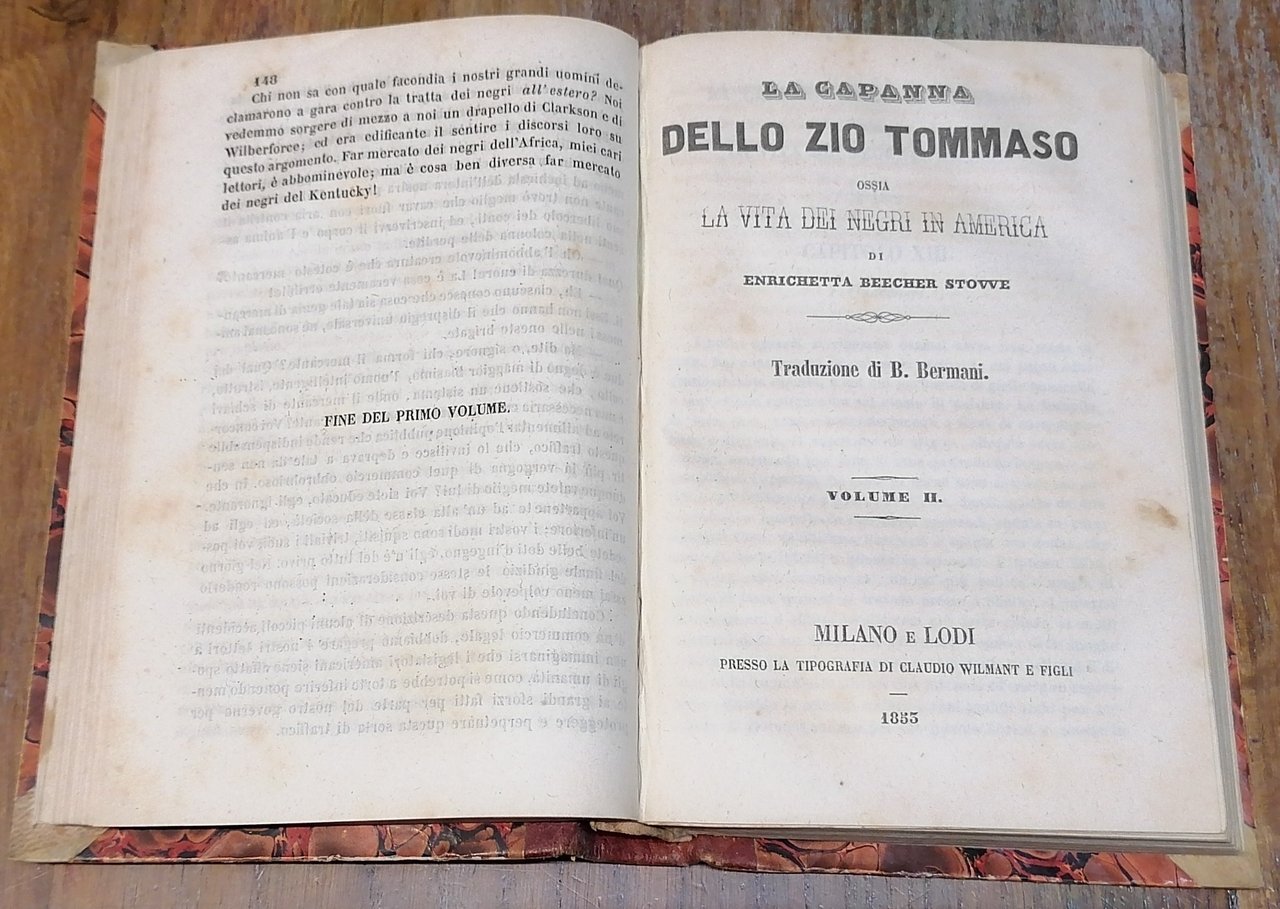 148
Chi non sa con quale facondia i nostri grandi uomini de-
clamarono a gara contro la tratta dei negri all'estero? Noi
vedemmo sorgere di mezzo a noi un drapello di Clarkson e di
Wilberforce; ed era edificante il sentire i discorsi loro su
questo argomento. Far mercato dei negri dell'Africa, miei cari
lettori, è abbominevole; ma è cosa ben diversa far mercato
dei negri del Kentucky!
FINE DEL PRIMO VOLUME.
LA CAPANNA
DELLO ZIO TOMMASO
OSSIA
LA VITA DEI NEGRI IN AMERICA
DI
ENRICHETTA BEECHER STOVVE
Traduzione di B. Bermani.
VOLUME II.
MILANO E LODI
PRESSO LA TIPOGRAFIA DI CLAUDIO WILMANT E FIGLI
1853